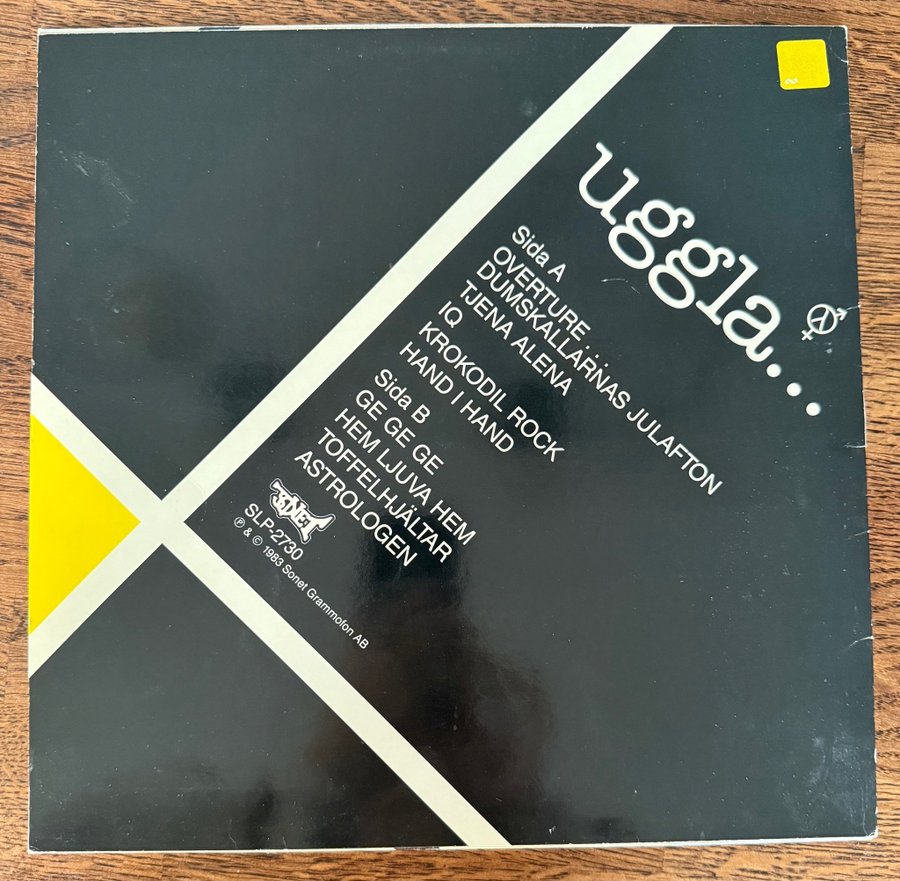 uggla...
Sida A
OVERTURE
DUMSKALLARNAS JULAFTON
TJENA ALENA
IQ
KROKODIL ROCK
HAND I HAND
Sida B
GE GE GE
HEM LJUVA HEM
TOFFELHJÄLTAR
ASTROLOGEN
SONET
SLP-2730
℗ & © 1983 Sonet Grammofon AB